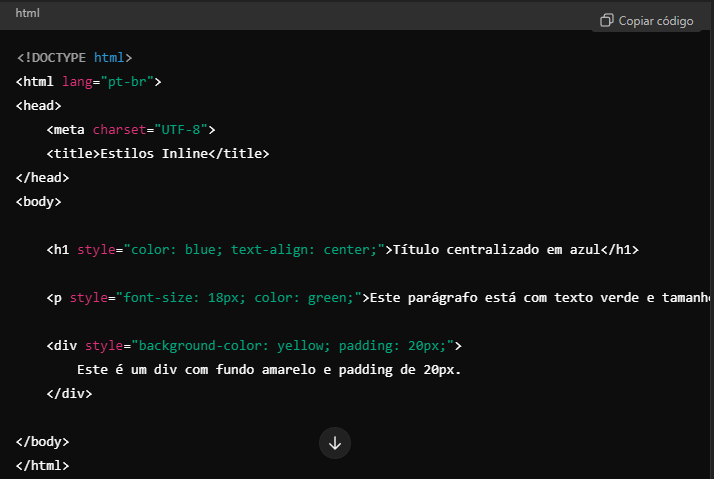 html
Copiar código
<!DOCTYPE html>
<html lang="pt-br">
<head>
    <meta charset="UTF-8">
    <title>Estilos Inline</title>
</head>
<body>

    <h1 style="color: blue; text-align: center;">Título centralizado em azul</h1>

    <p style="font-size: 18px; color: green;">Este parágrafo está com texto verde e tamanho

    <div style="background-color: yellow; padding: 20px;">
        Este é um div com fundo amarelo e padding de 20px.
    </div>

</body>
</html>